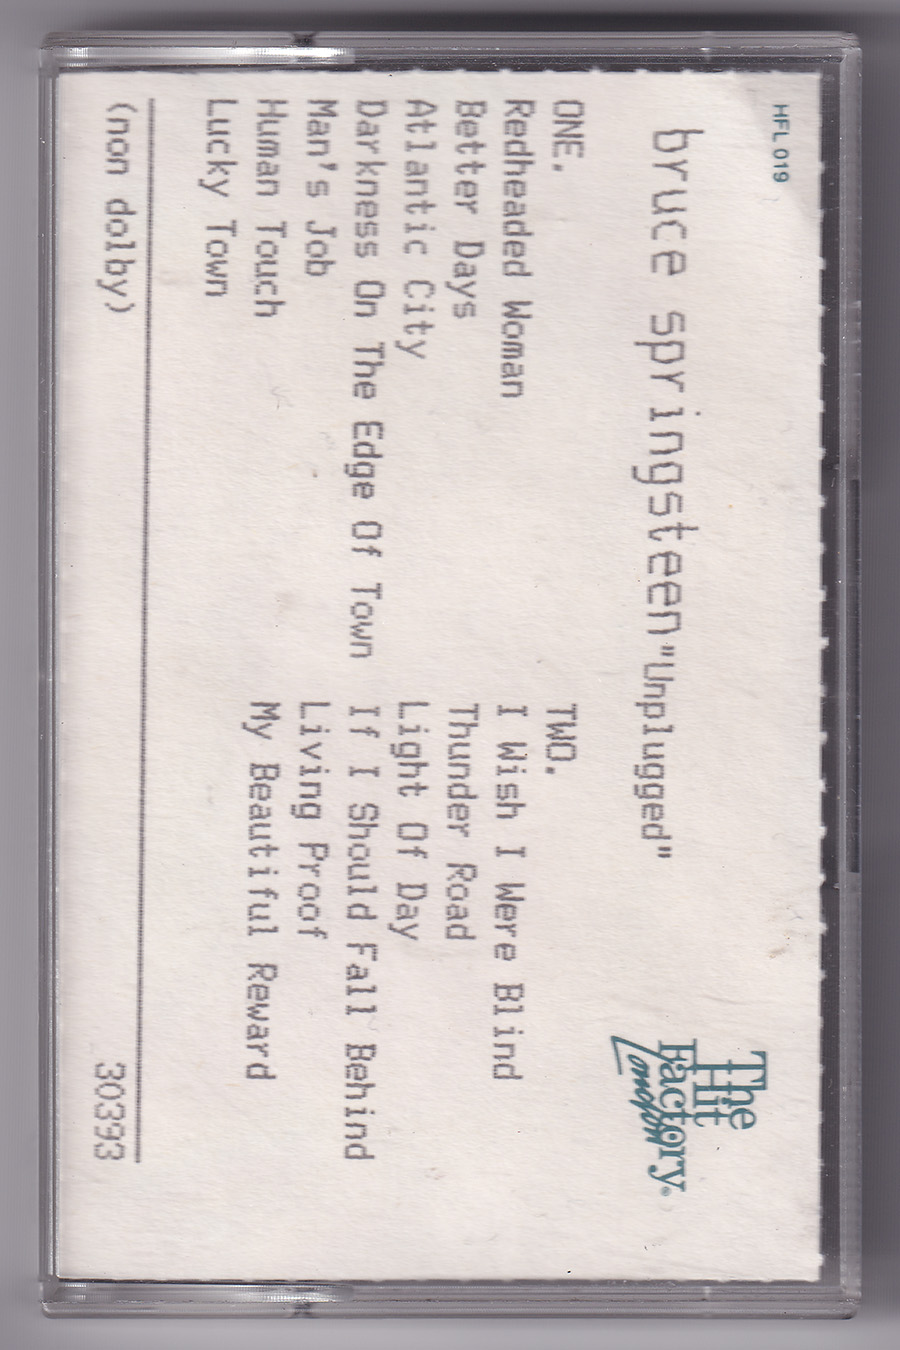 HFL 019
The
Hit
Factory
London
bruce springsteen "Unplugged"
ONE.
Redheaded Woman
Better Days
Atlantic City
Darkness On The Edge Of Town
Man's Job
Human Touch
Lucky Town
TWO.
I Wish I Were Blind
Thunder Road
Light Of Day
If I Should Fall Behind
Living Proof
My Beautiful Reward
(non dolby)
30393